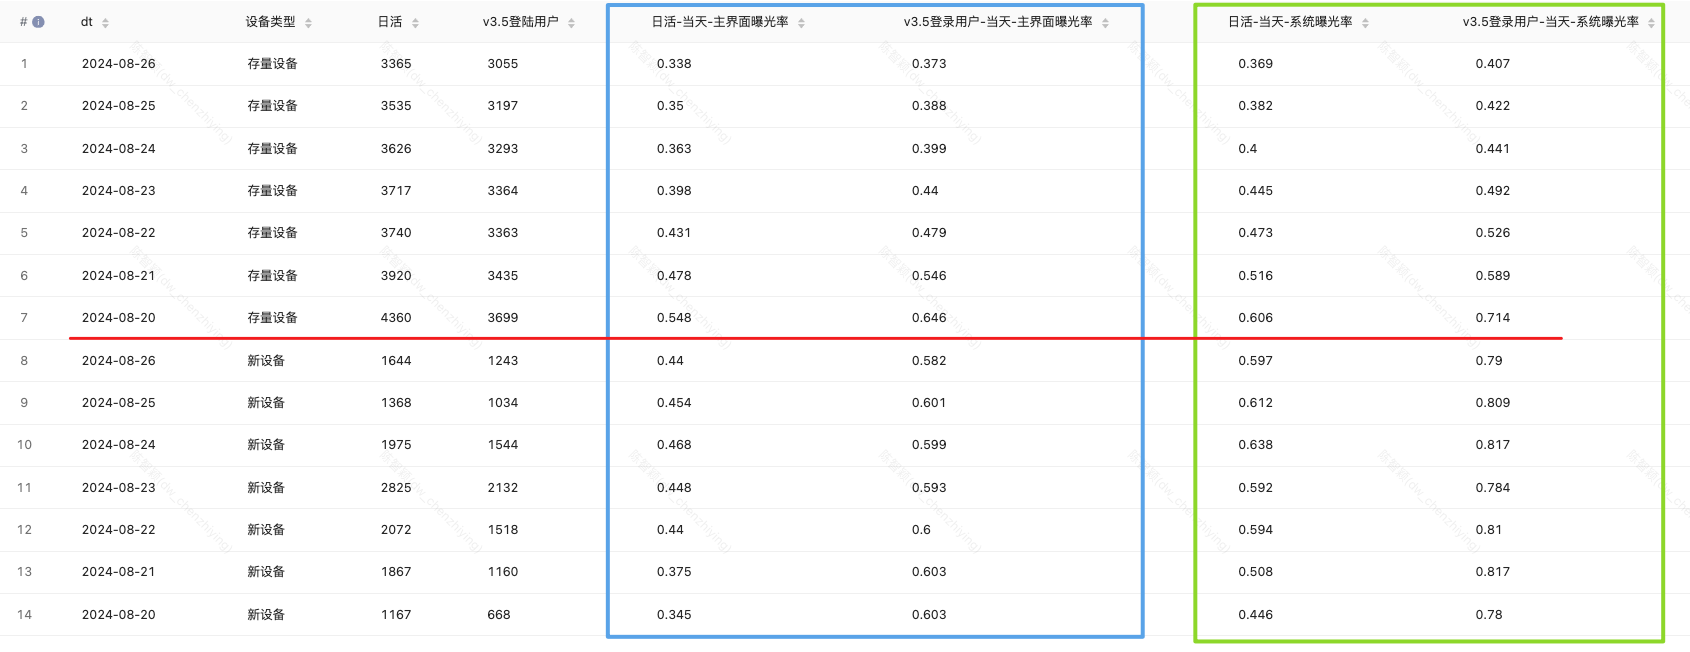 # i dt 设备类型 日活 v3.5登陆用户 日活-当天-主界面曝光率 v3.5登录用户-当天-主界面曝光率 日活-当天-系统曝光率 v3.5登录用户-当天-系统曝光率
1 2024-08-26 存量设备 3365 3055 0.338 0.373 0.369 0.407
2 2024-08-25 存量设备 3535 3197 0.35 0.388 0.382 0.422
3 2024-08-24 存量设备 3626 3293 0.363 0.399 0.4 0.441
4 2024-08-23 存量设备 3717 3364 0.398 0.44 0.445 0.492
5 2024-08-22 存量设备 3740 3363 0.431 0.479 0.473 0.526
6 2024-08-21 存量设备 3920 3435 0.478 0.546 0.516 0.589
7 2024-08-20 存量设备 4360 3699 0.548 0.646 0.606 0.714
8 2024-08-26 新设备 1644 1243 0.44 0.582 0.597 0.79
9 2024-08-25 新设备 1368 1034 0.454 0.601 0.612 0.809
10 2024-08-24 新设备 1975 1544 0.468 0.599 0.638 0.817
11 2024-08-23 新设备 2825 2132 0.448 0.593 0.592 0.784
12 2024-08-22 新设备 2072 1518 0.44 0.6 0.594 0.81
13 2024-08-21 新设备 1867 1160 0.375 0.603 0.508 0.817
14 2024-08-20 新设备 1167 668 0.345 0.603 0.446 0.78